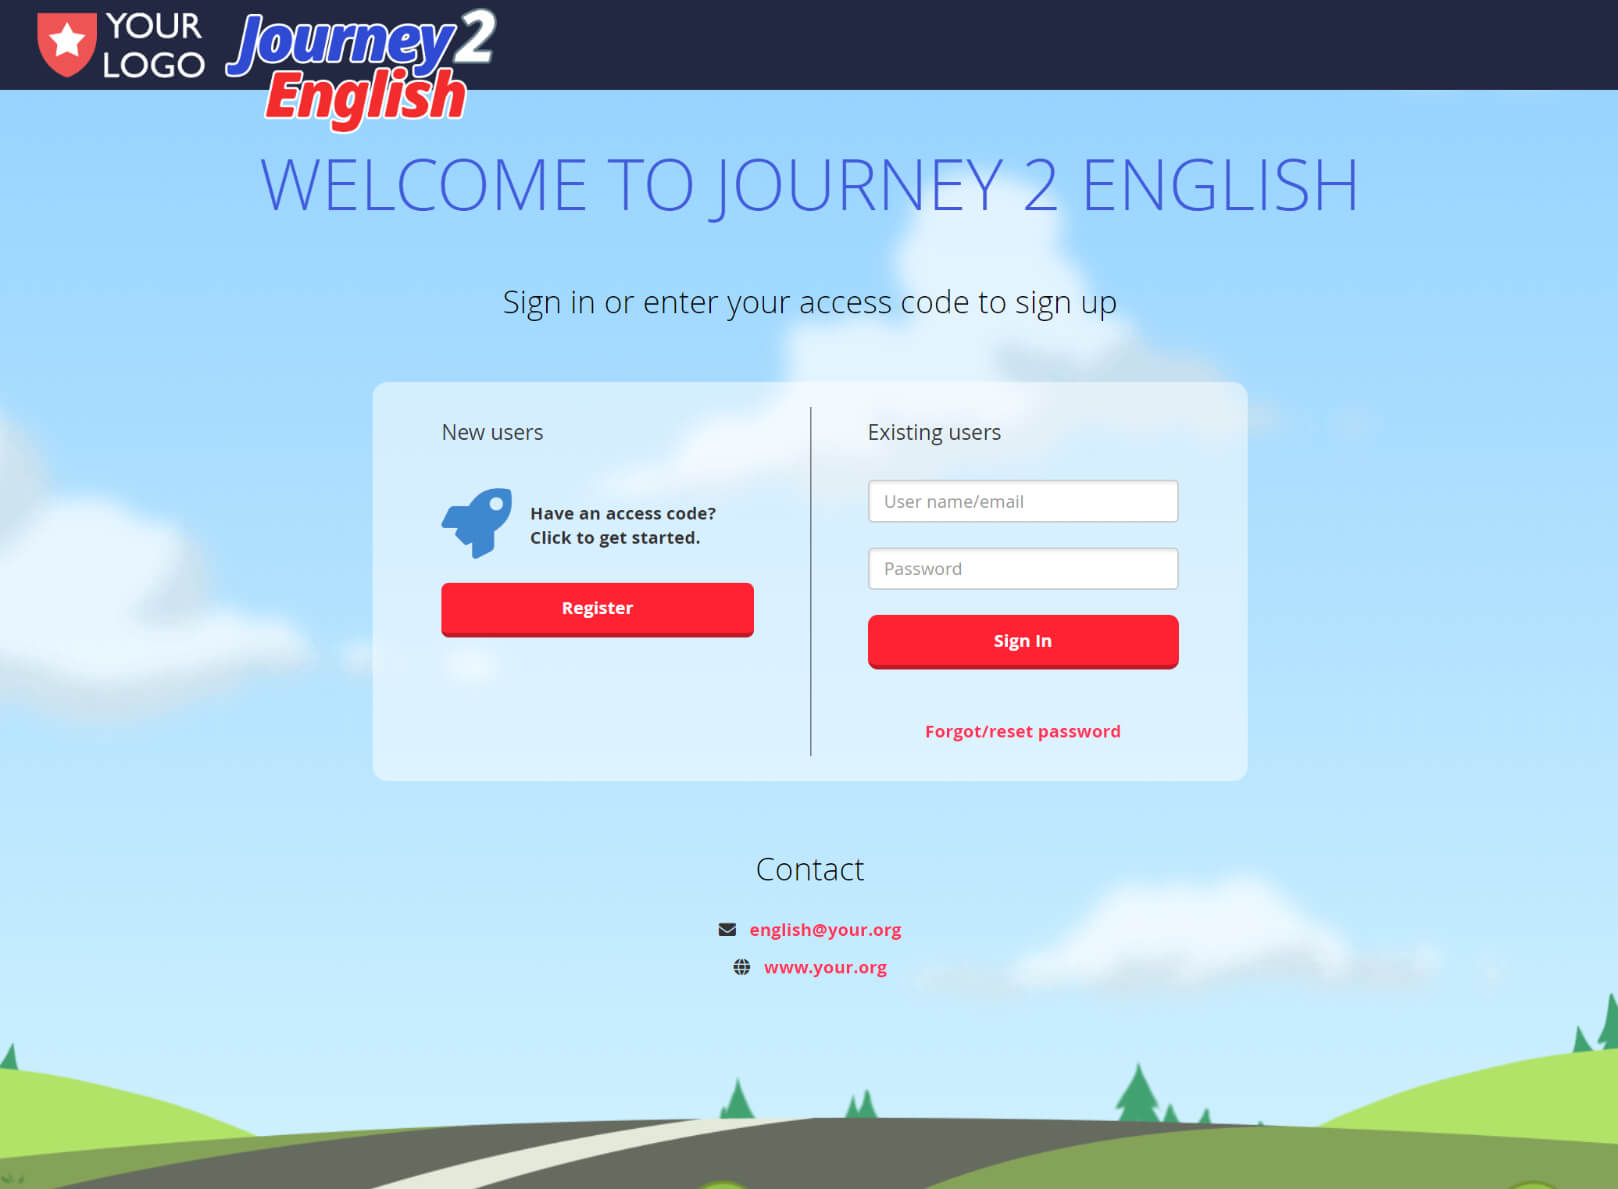 YOUR
LOGO
Journey 2
English
WELCOME TO JOURNEY 2 ENGLISH
Sign in or enter your access code to sign up
New users
Have an access code?
Click to get started.
Register
Existing users
User name/email
Password
Sign In
Forgot/reset password
Contact
english@your.org
www.your.org